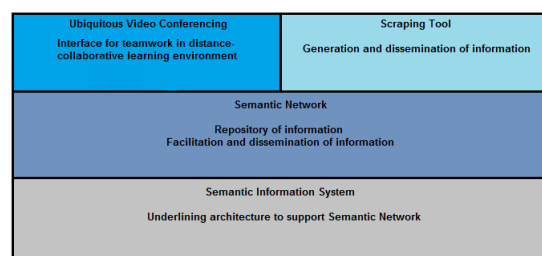 Ubiquitous Video Conferencing
Interface for teamwork in distance-
collaborative learning environment
Scraping Tool
Generation and dissemination of information
Semantic Network
Repository of information
Facilitation and dissemination of information
Semantic Information System
Underlining architecture to support Semantic Network